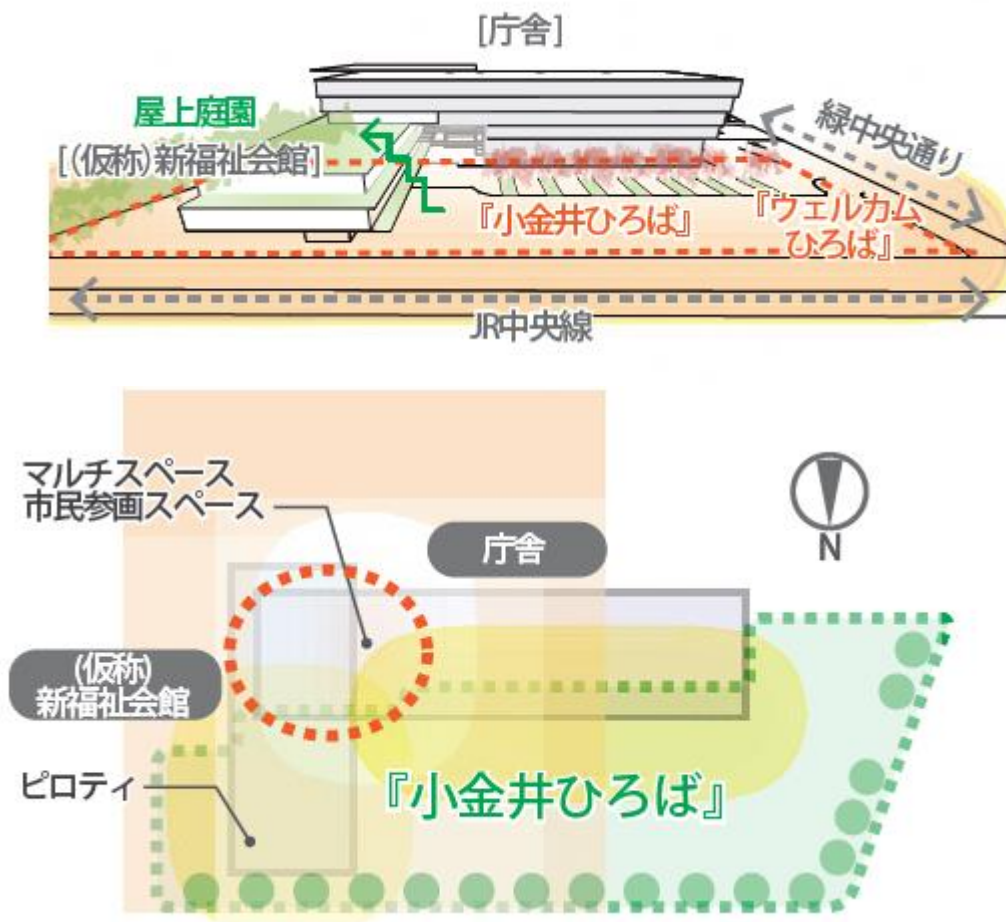 [庁舎]
屋上庭園
緑中央通り
[(仮称)新福祉会館]
『小金井ひろば』
『ウェルカム
ひろば』
JR中央線
マルチスペース
市民参画スペース
庁舎
N
(仮称)
新福祉会館
ピロティ
『小金井ひろば』